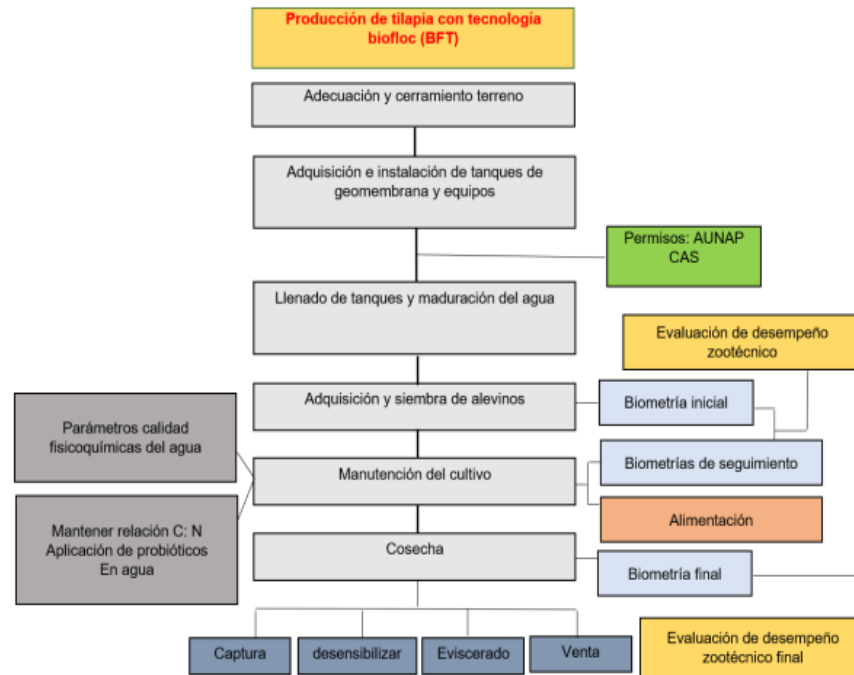 Producción de tilapia con tecnología
biofloc (BFT)
Adecuación y cerramiento terreno
Adquisición e instalación de tanques de
geomembrana y equipos
Permisos: AUNAP
CAS
Llenado de tanques y maduración del agua
Evaluación de desempeño
zootécnico
Adquisición y siembra de alevinos
Biometría inicial
Parámetros calidad
fisicoquímicas del agua
Manutención del cultivo
Biometrías de seguimiento
Alimentación
Mantener relación C: N
Aplicación de probióticos
En agua
Cosecha
Biometría final
Captura
desensibilizar
Eviscerado
Venta
Evaluación de desempeño
zootécnico final